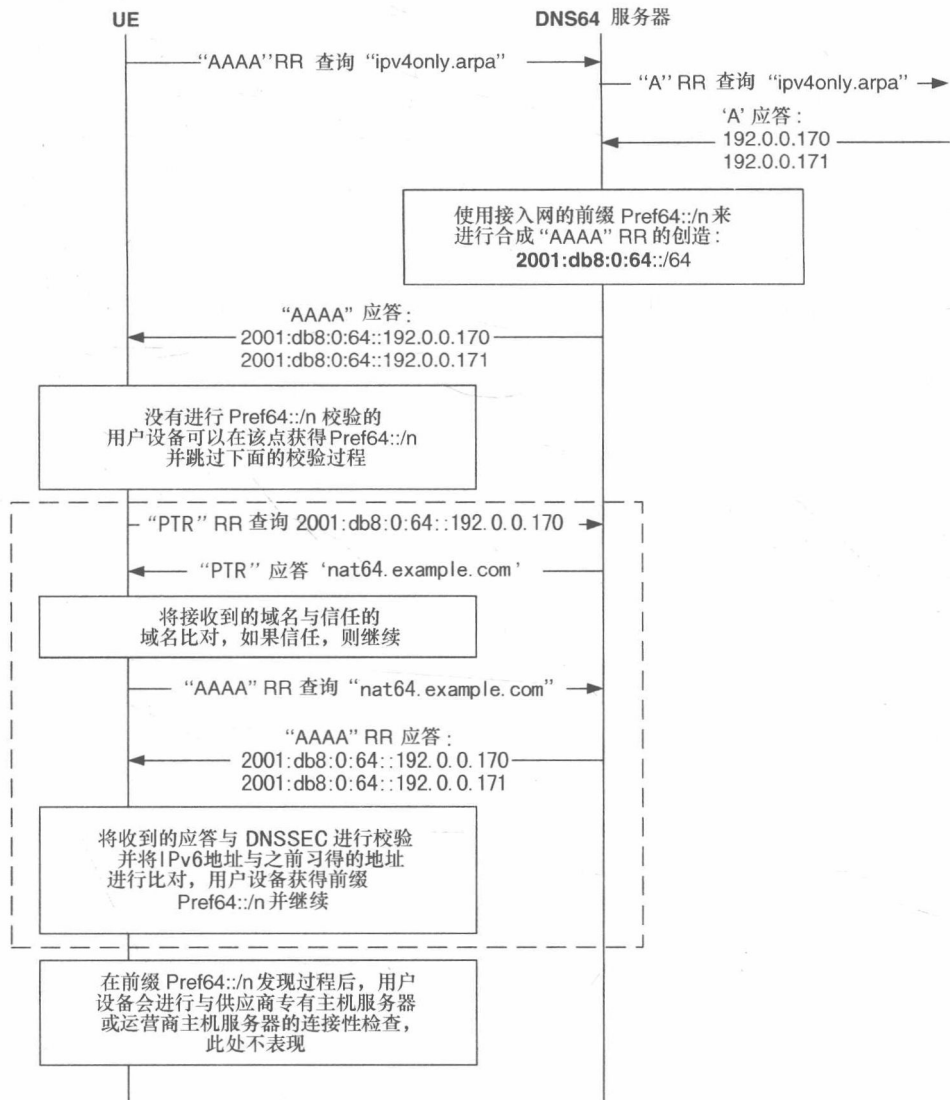 UE
DNS64 服务器
“AAAA”RR 查询 “ipv4only.arpa”
“A” RR 查询 “ipv4only.arpa”
‘A’ 应答：
192.0.0.170
192.0.0.171
使用接入网的前缀 Pref64::/n 来
进行合成 “AAAA” RR 的创造：
2001:db8:0:64::/64
“AAAA” 应答：
2001:db8:0:64::192.0.0.170
2001:db8:0:64::192.0.0.171
没有进行 Pref64::/n 校验的
用户设备可以在该点获得Pref64::/n
并跳过下面的校验过程
“PTR” RR 查询 2001:db8:0:64::192.0.0.170
“PTR” 应答 ‘nat64.example.com’
将接收到的域名与信任的
域名比对，如果信任，则继续
“AAAA” RR 查询 “nat64.example.com”
“AAAA” RR 应答：
2001:db8:0:64::192.0.0.170
2001:db8:0:64::192.0.0.171
将收到的应答与 DNSSEC 进行校验
并将IPv6地址与之前习得的地址
进行比对，用户设备获得前缀
Pref64::/n 并继续
在前缀 Pref64::/n 发现过程后，用户
设备会进行与供应商专有主机服务器
或运营商主机服务器的连接性检查，
此处不表现